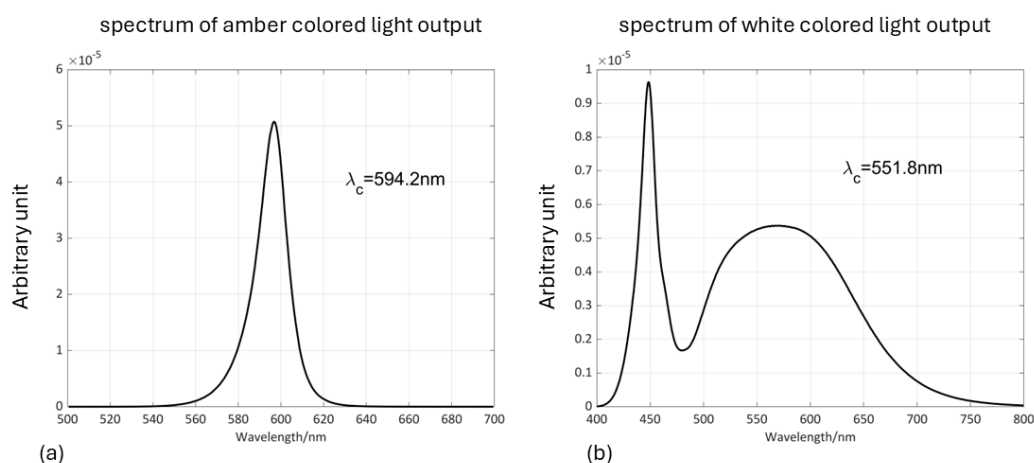 spectrum of amber colored light output
×10⁻⁵
6
5
4
3
2
1
0
Arbitrary unit
λc=594.2nm
500 520 540 560 580 600 620 640 660 680 700
Wavelength/nm
(a)
spectrum of white colored light output
×10⁻⁵
1
0.9
0.8
0.7
0.6
0.5
0.4
0.3
0.2
0.1
0
Arbitrary unit
λc=551.8nm
400 450 500 550 600 650 700 750 800
Wavelength/nm
(b)